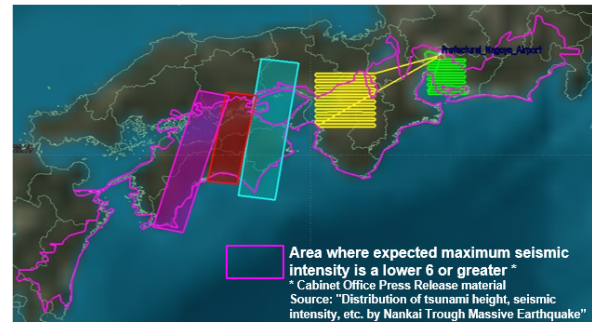 Prefectural_Nagoya_Airport
Area where expected maximum seismic
intensity is a lower 6 or greater *
* Cabinet Office Press Release material
Source: "Distribution of tsunami height, seismic
intensity, etc. by Nankai Trough Massive Earthquake”